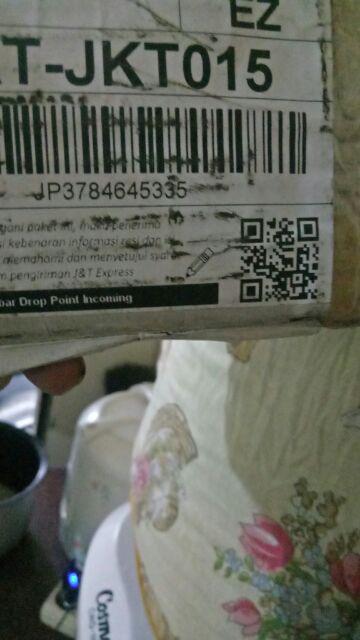 EZ
T-JKT015
JP3784645335
paket ini, maka penerima
kebenaran informasi resi dan
memahami dan menyetujui
pengiriman J&T Express
Drop Point Incoming